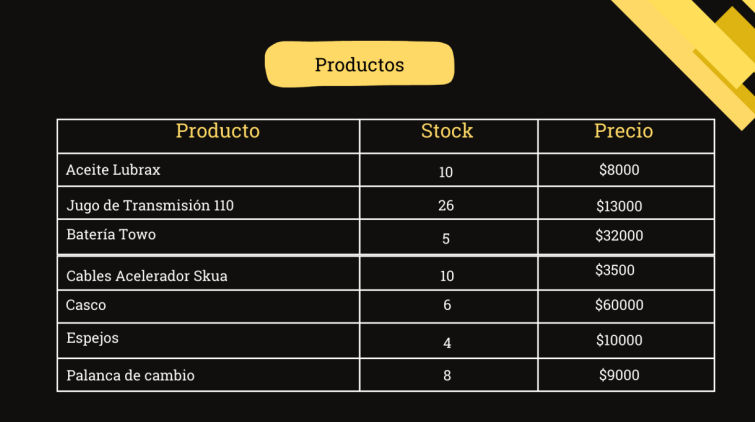 Productos
Producto Stock Precio
Aceite Lubrax 10 $8000
Jugo de Transmisión 110 26 $13000
Batería Towo 5 $32000
Cables Acelerador Skua 10 $3500
Casco 6 $60000
Espejos 4 $10000
Palanca de cambio 8 $9000